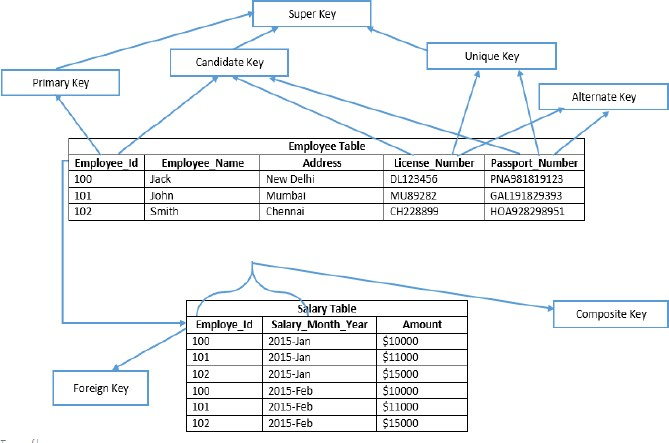 Super Key
Unique Key
Candidate Key
Primary Key
Alternate Key
Employee Table
Employee_Id Employee_Name Address License_Number Passport_Number
100 Jack New Delhi DL123456 PNA981819123
101 John Mumbai MU89282 GAL191829393
102 Smith Chennai CH228899 HOA928298951
Salary Table
Employe_Id Salary_Month_Year Amount
100 2015-Jan $10000
101 2015-Jan $11000
102 2015-Jan $15000
100 2015-Feb $10000
101 2015-Feb $11000
102 2015-Feb $15000
Composite Key
Foreign Key